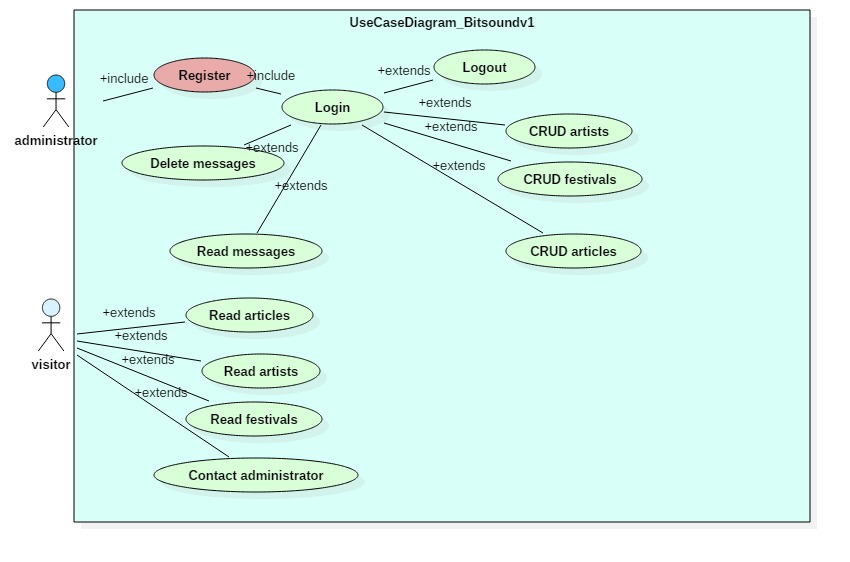 UseCaseDiagram_Bitsoundv1
+include
Register
+include
+extends
Logout
Login
+extends
administrator
+extends
CRUD artists
+extends
Delete messages
+extends
CRUD festivals
+extends
Read messages
CRUD articles
+extends
Read articles
+extends
visitor
+extends
Read artists
+extends
Read festivals
Contact administrator